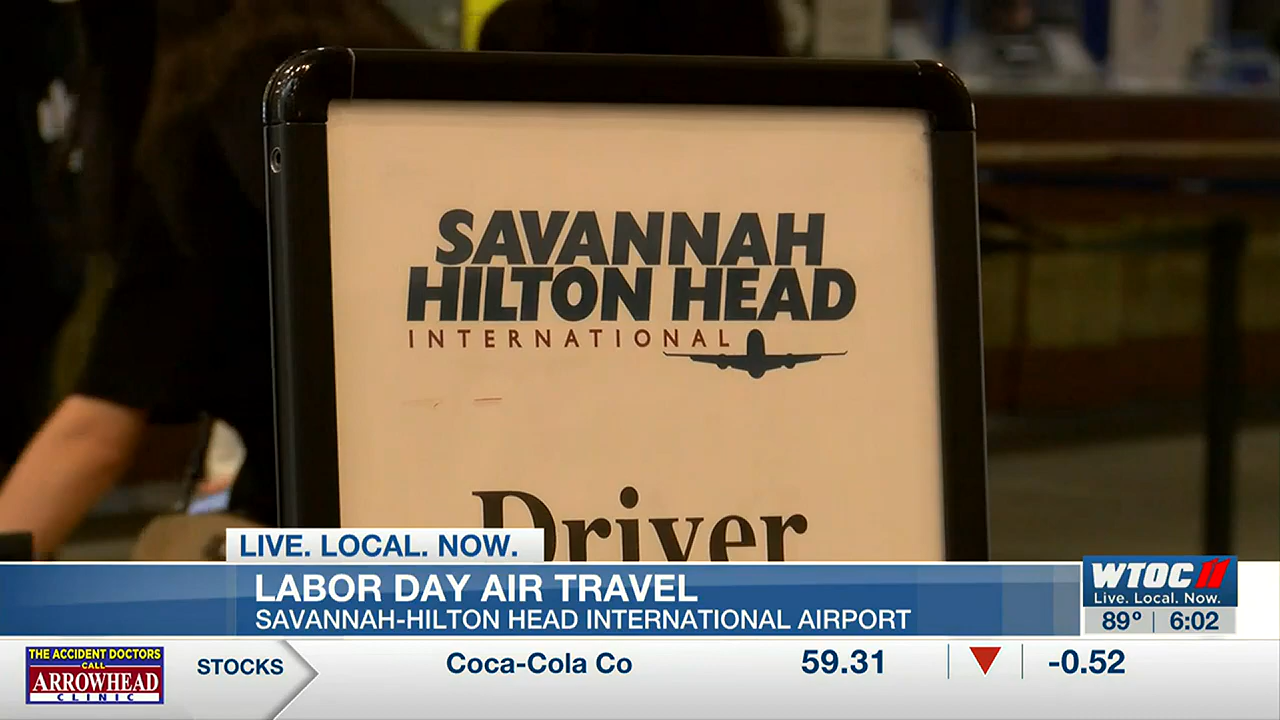 SAVANNAH
HILTON HEAD
INTERNATIONAL
Driver
LIVE. LOCAL. NOW.
LABOR DAY AIR TRAVEL
SAVANNAH-HILTON HEAD INTERNATIONAL AIRPORT
WTOC 11
Live. Local. Now.
89° | 6:02
THE ACCIDENT DOCTORS
CALL
ARROWHEAD
CLINIC
STOCKS
Coca-Cola Co 59.31 -0.52